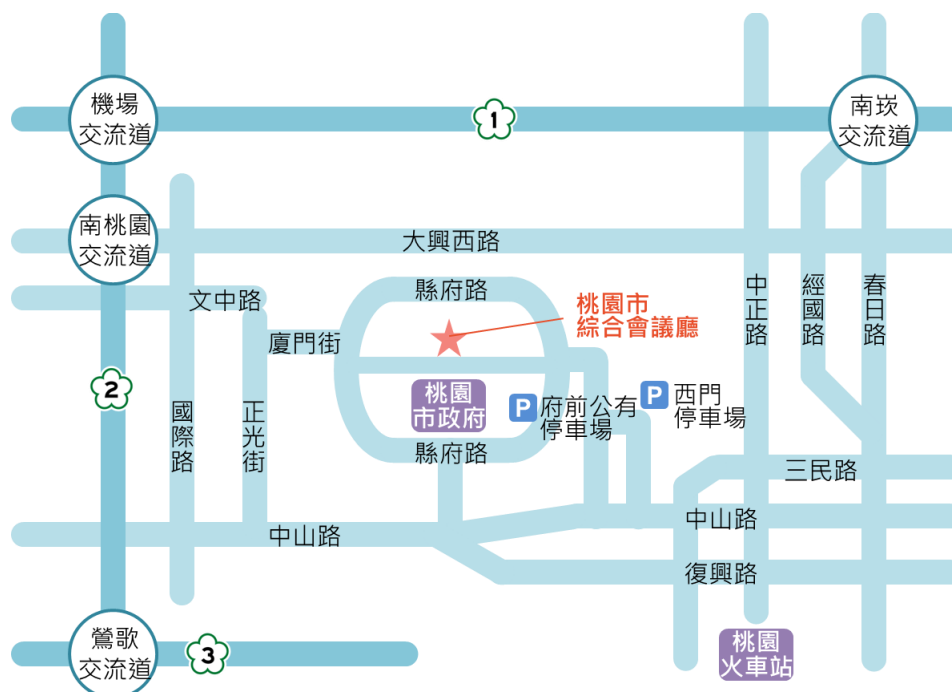 機場
交流道
1
南崁
交流道
南桃園
交流道
大興西路
文中路
縣府路
桃園市
綜合會議廳
中正路
經國路
春日路
廈門街
2
桃園
市政府
P
府前公有
停車場
P
西門
停車場
國際路
正光街
縣府路
三民路
中山路
中山路
復興路
鶯歌
交流道
3
桃園
火車站